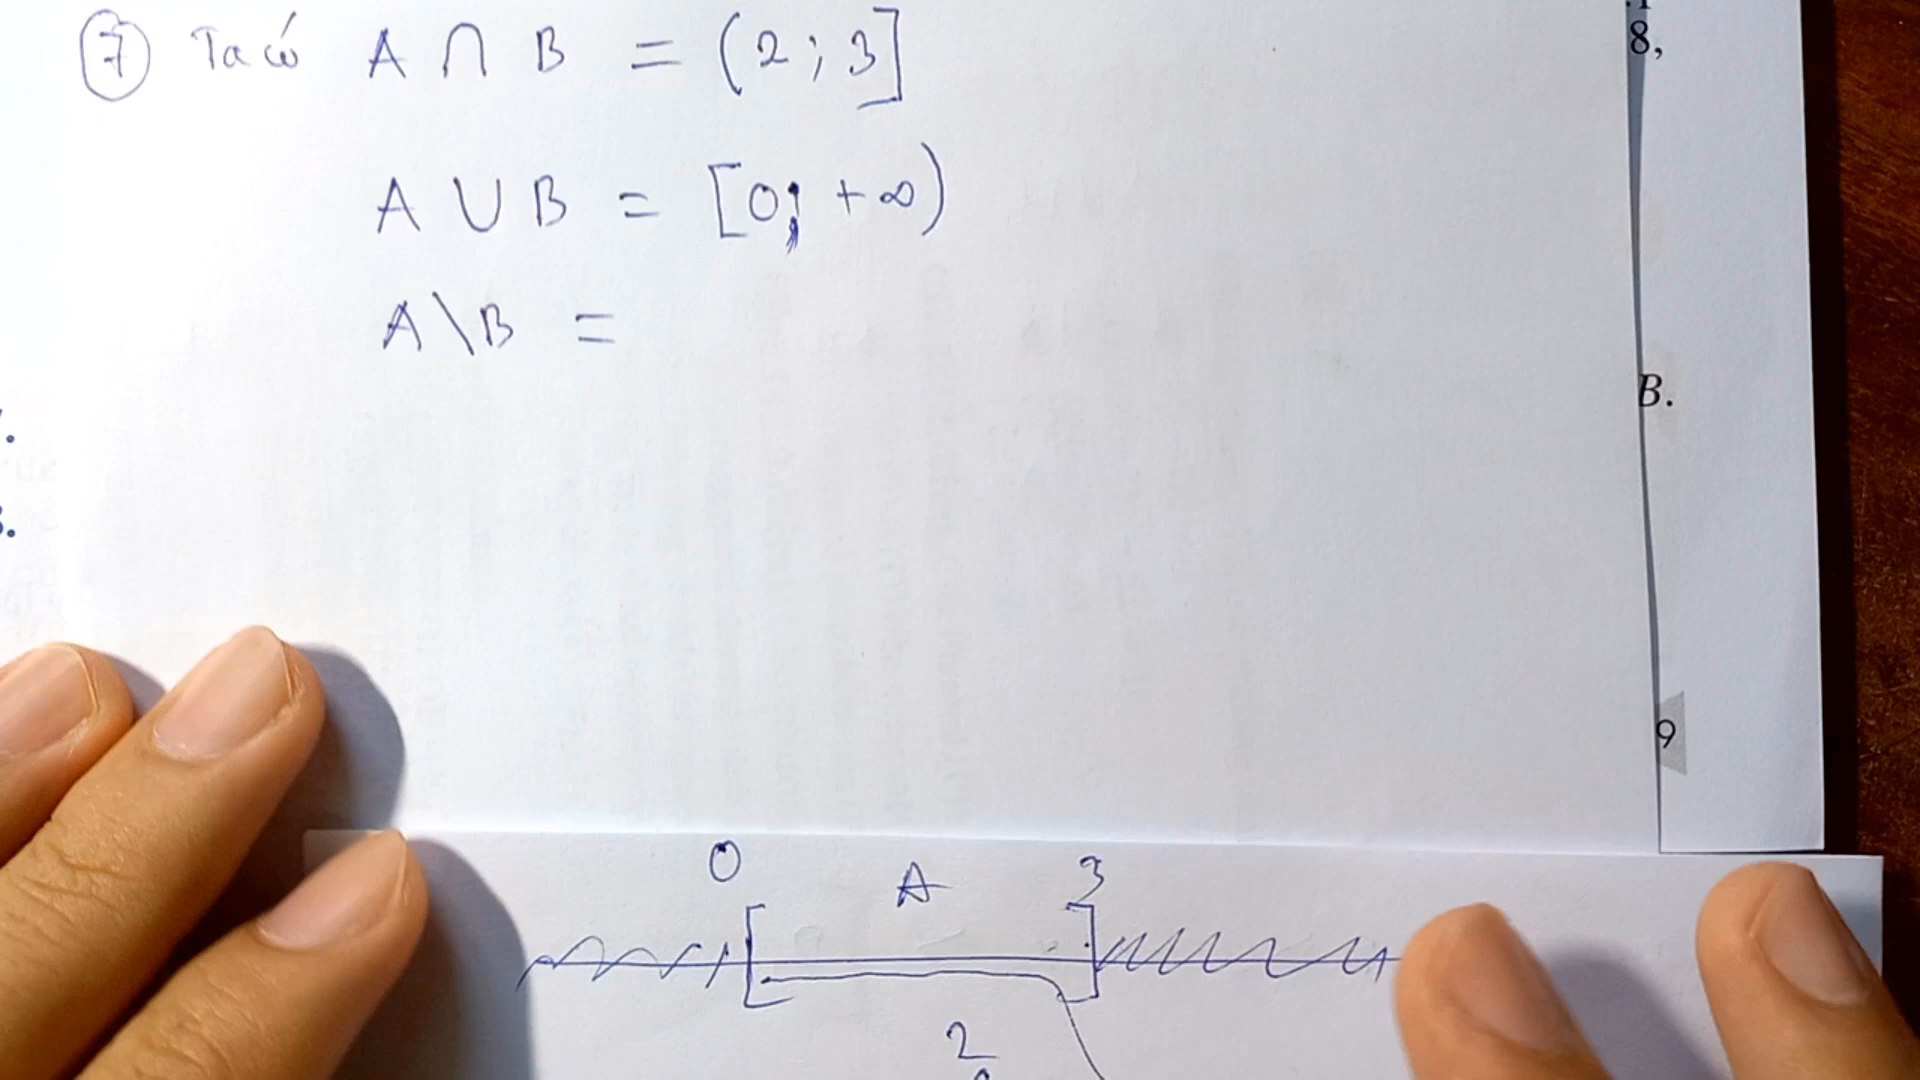 7 Ta có A ∩ B = (2 ; 3]
A ∪ B = [0; +∞)
A \ B =
8,
B.
9
0 A 3
2